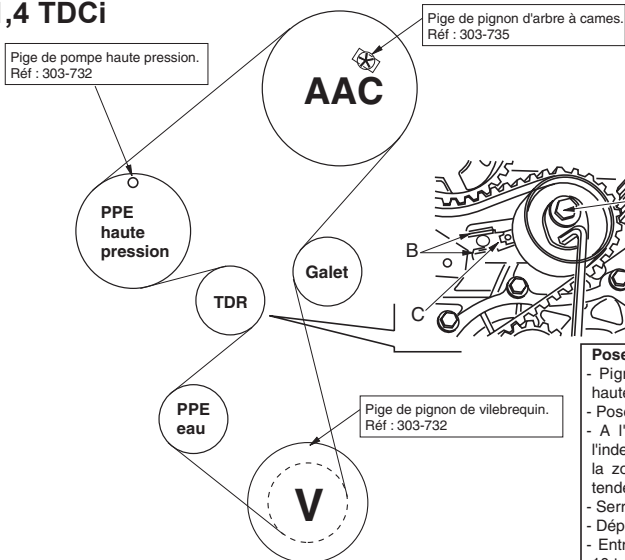 1,4 TDCi
Pige de pignon d'arbre à cames.
Réf : 303-735
Pige de pompe haute pression.
Réf : 303-732
AAC
PPE
haute
pression
B
Galet
TDR
C
PPE
eau
Pige de pignon de vilebrequin.
Réf : 303-732
V
- Pign
haute
- Pose
- A l'
l'inde
la zo
tende
- Serr
- Dép
- Entr